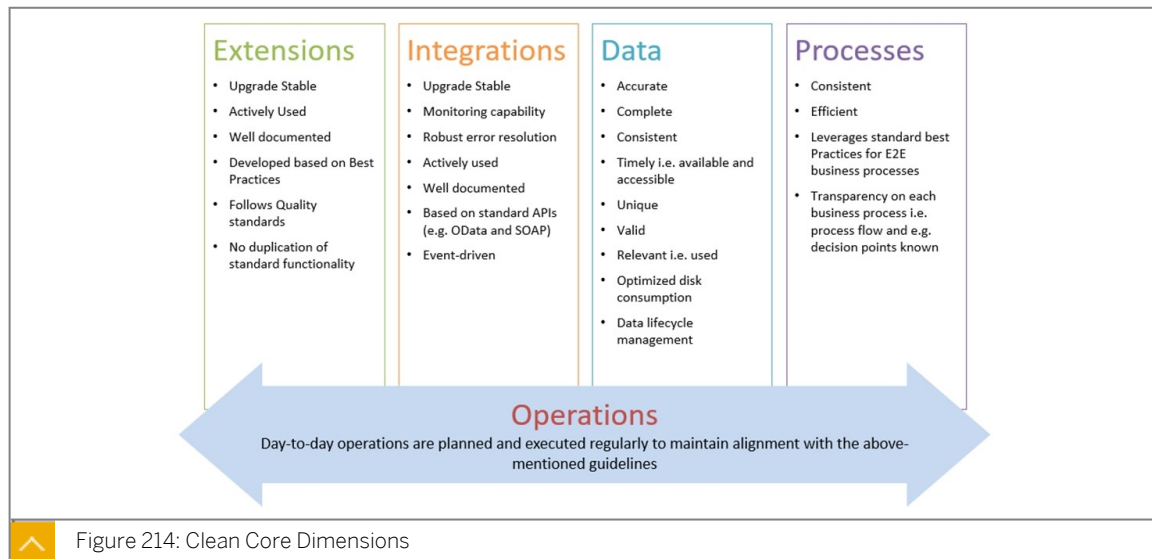 Extensions
• Upgrade Stable
• Actively Used
• Well documented
• Developed based on Best
Practices
• Follows Quality
standards
• No duplication of
standard functionality
Integrations
• Upgrade Stable
• Monitoring capability
• Robust error resolution
• Actively used
• Well documented
• Based on standard APIs
(e.g. OData and SOAP)
• Event-driven
Data
• Accurate
• Complete
• Consistent
• Timely i.e. available and
accessible
• Unique
• Valid
• Relevant i.e. used
• Optimized disk
consumption
• Data lifecycle
management
Processes
• Consistent
• Efficient
• Leverages standard best
Practices for E2E
business processes
• Transparency on each
business process i.e.
process flow and e.g.
decision points known
Operations
Day-to-day operations are planned and executed regularly to maintain alignment with the above-
mentioned guidelines
Figure 214: Clean Core Dimensions